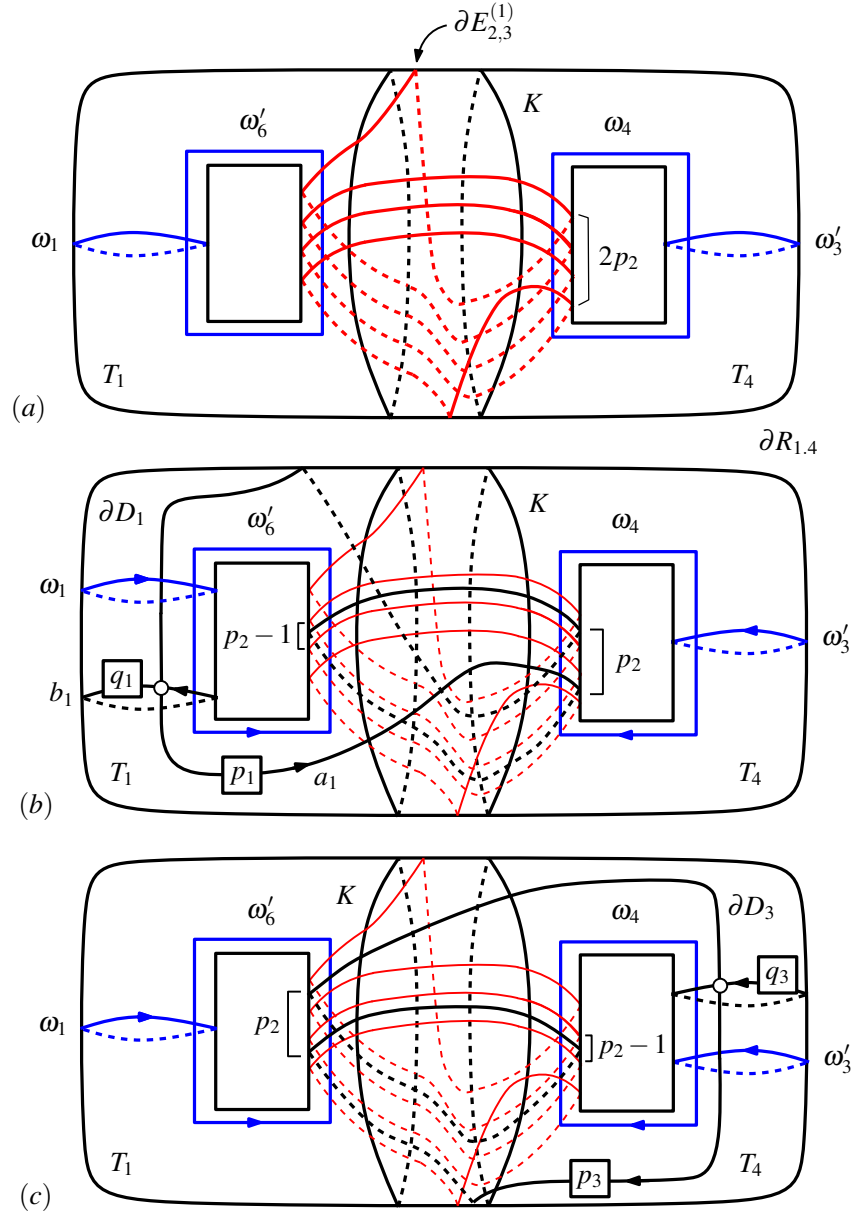 ∂E_{2,3}^{(1)}
K
ω′_6
ω_4
ω_1
2p_2
ω′_3
T_1
T_4
(a)
∂R_{1.4}
∂D_1
ω′_6
K
ω_4
ω_1
p_2 − 1
p_2
ω′_3
b_1
q_1
T_1
p_1
a_1
T_4
(b)
ω′_6
K
ω_4
∂D_3
q_3
ω_1
p_2
p_2 − 1
ω′_3
T_1
p_3
T_4
(c)